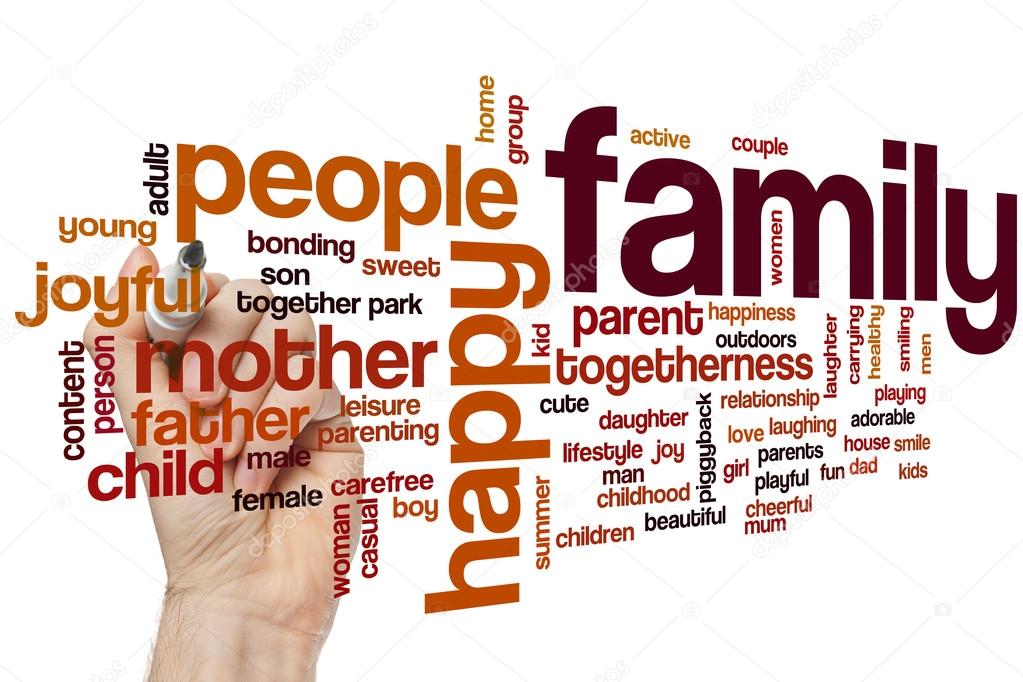 home
group
active
couple
family
people
adult
young
bonding
sweet
son
together park
joyful
women
happy
parent
happiness
outdoors
laughter
carrying
healthy
smiling
men
kid
togetherness
mother
content
person
father
leisure
parenting
cute
daughter
piggyback
relationship
playing
adorable
love
laughing
lifestyle
joy
parents
house
smile
child
male
man
girl
playful
fun
dad
kids
female
carefree
boy
childhood
cheerful
woman
casual
summer
children
beautiful
mum
depositphotos